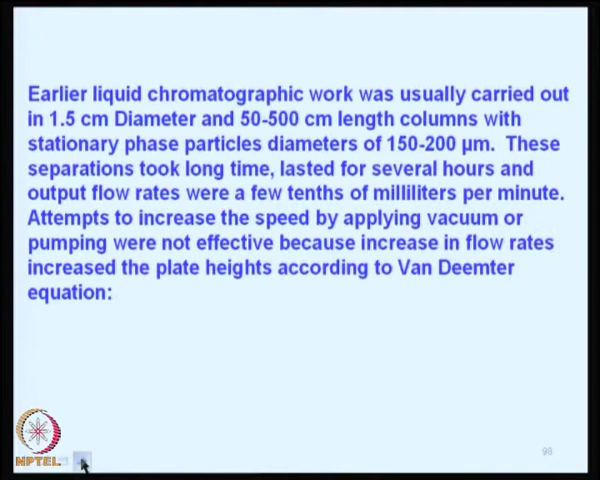 Earlier liquid chromatographic work was usually carried out
in 1.5 cm Diameter and 50-500 cm length columns with
stationary phase particles diameters of 150-200 µm. These
separations took long time, lasted for several hours and
output flow rates were a few tenths of milliliters per minute.
Attempts to increase the speed by applying vacuum or
pumping were not effective because increase in flow rates
increased the plate heights according to Van Deemter
equation:
98
NPTEL